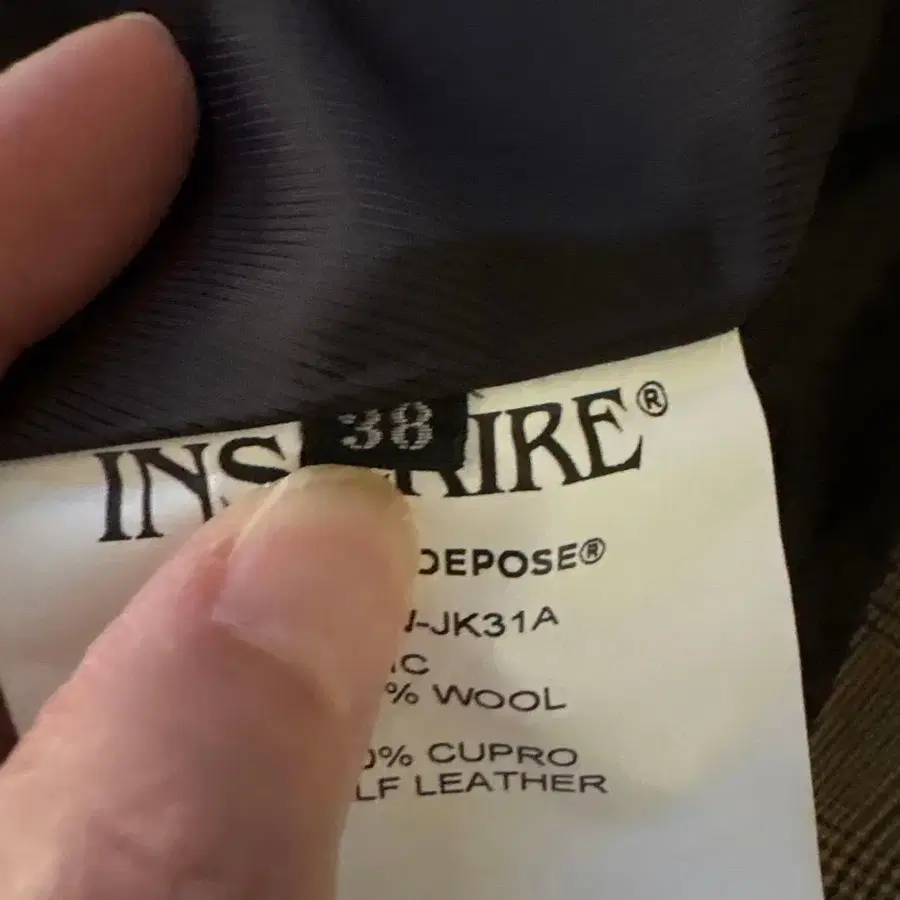 38
INS RIRE®
DEPOSE®
-JK31A
% WOOL
0% CUPRO
LF LEATHER